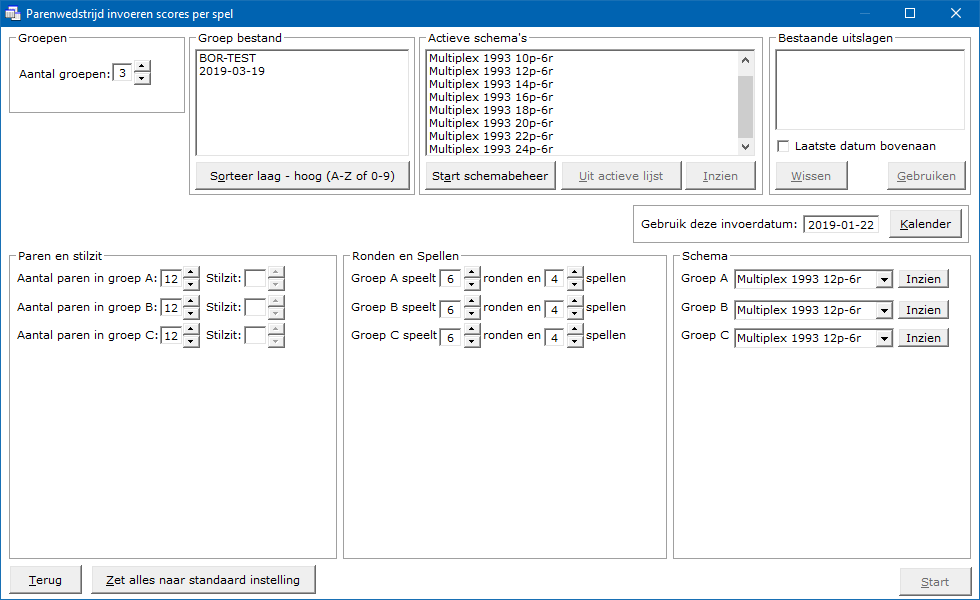 Parenwedstrijd invoeren scores per spel
Groepen
Aantal groepen: 3
Groep bestand
BOR-TEST
2019-03-19
Sorteer laag - hoog (A-Z of 0-9)
Actieve schema's
Multiplex 1993 10p-6r
Multiplex 1993 12p-6r
Multiplex 1993 14p-6r
Multiplex 1993 16p-6r
Multiplex 1993 18p-6r
Multiplex 1993 20p-6r
Multiplex 1993 22p-6r
Multiplex 1993 24p-6r
Start schemabeheer Uit actieve lijst Inzien
Bestaande uitslagen
Laatste datum bovenaan
Wissen Gebruiken
Gebruik deze invoerdatum: 2019-01-22 Kalender
Paren en stilzit
Aantal paren in groep A: 12 Stilzit:
Aantal paren in groep B: 12 Stilzit:
Aantal paren in groep C: 12 Stilzit:
Ronden en Spellen
Groep A speelt 6 ronden en 4 spellen
Groep B speelt 6 ronden en 4 spellen
Groep C speelt 6 ronden en 4 spellen
Schema
Groep A Multiplex 1993 12p-6r Inzien
Groep B Multiplex 1993 12p-6r Inzien
Groep C Multiplex 1993 12p-6r Inzien
Terug Zet alles naar standaard instelling Start